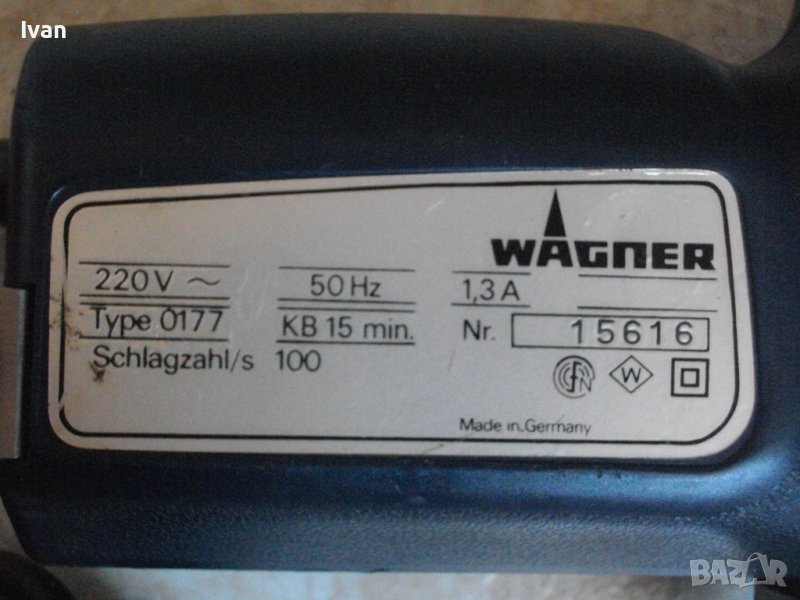 Ivan
WAGNER
220V ~ 50 Hz 1,3 A
Type 0177 KB 15 min. Nr. 15616
Schlagzahl/s 100
W
Made in Germany
BAZAR